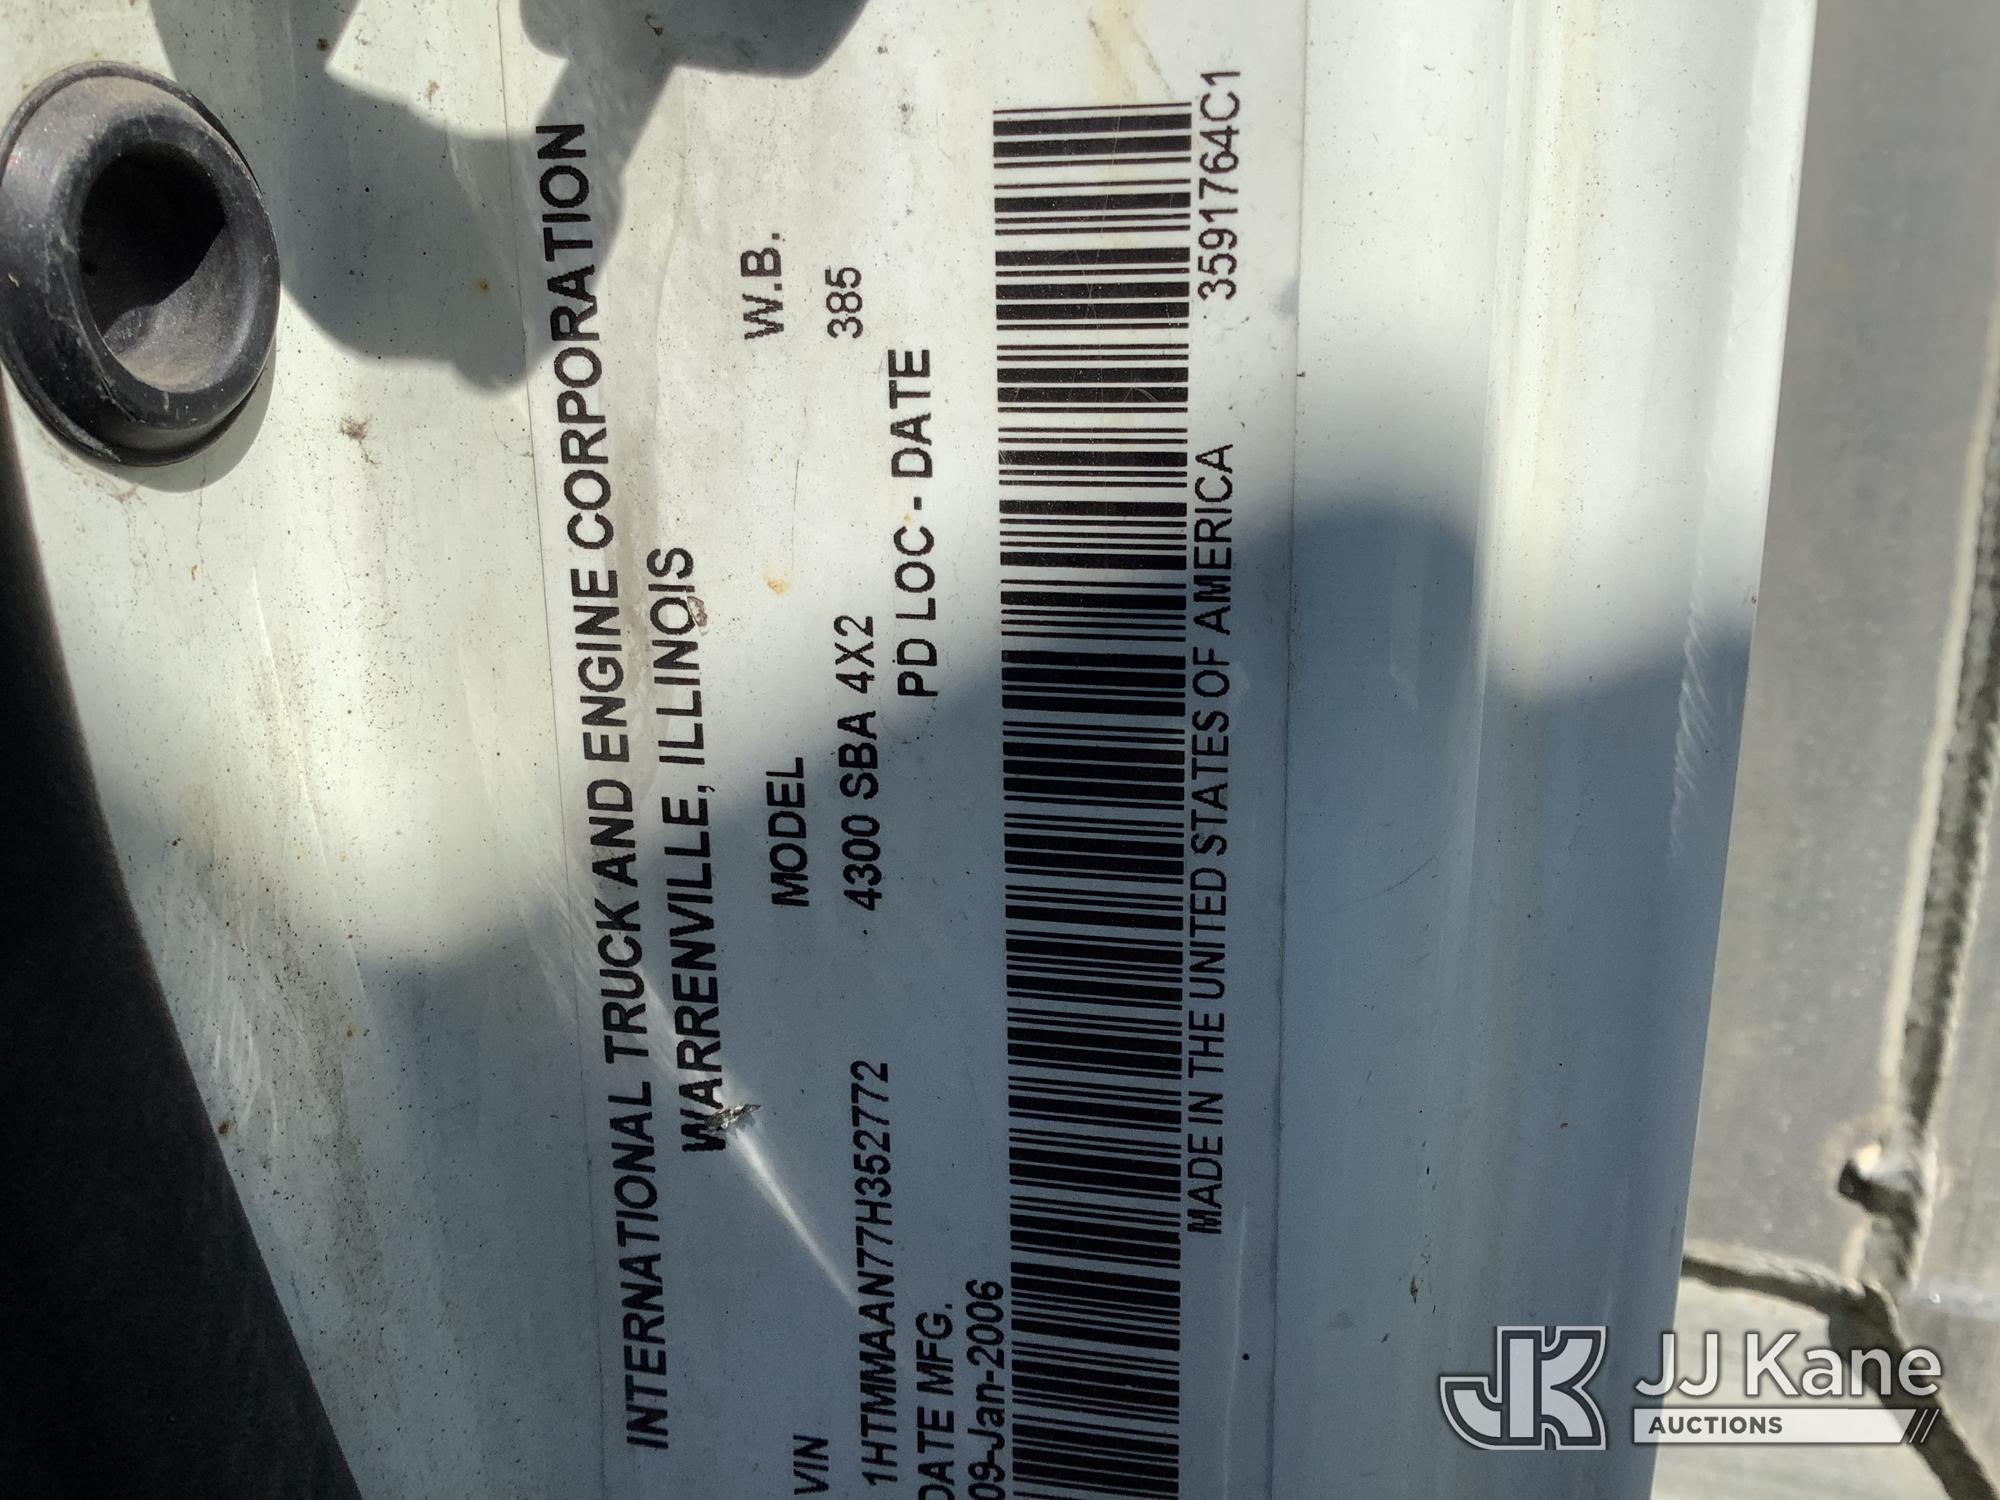 INTERNATIONAL TRUCK AND ENGINE CORPORATION
WARRENVILLE, ILLINOIS
VIN MODEL W.B.
1HTMMAAN77H352772 4300 SBA 4X2 385
DATE MFG. PD LOC - DATE
09-Jan-2006
MADE IN THE UNITED STATES OF AMERICA 3591764C1
JK JJ Kane
AUCTIONS